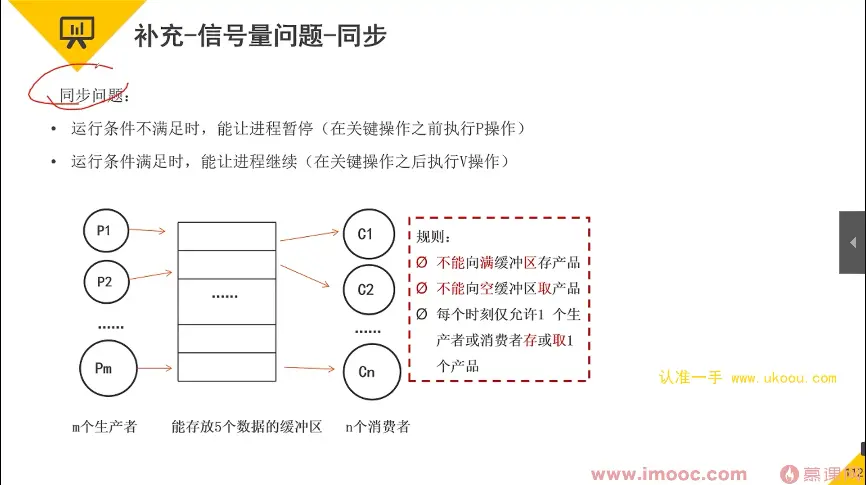 补充-信号量问题-同步
同步问题:
• 运行条件不满足时，能让进程暂停（在关键操作之前执行P操作）
• 运行条件满足时，能让进程继续（在关键操作之后执行V操作）
P1
P2
……
Pm
……
C1
C2
……
Cn
规则:
Ø 不能向满缓冲区存产品
Ø 不能向空缓冲区取产品
Ø 每个时刻仅允许1 个生
产者或消费者存或取1
个产品
m个生产者
能存放5个数据的缓冲区
n个消费者
认准一手 www.ukoou.com
www.imooc.com
慕课
112